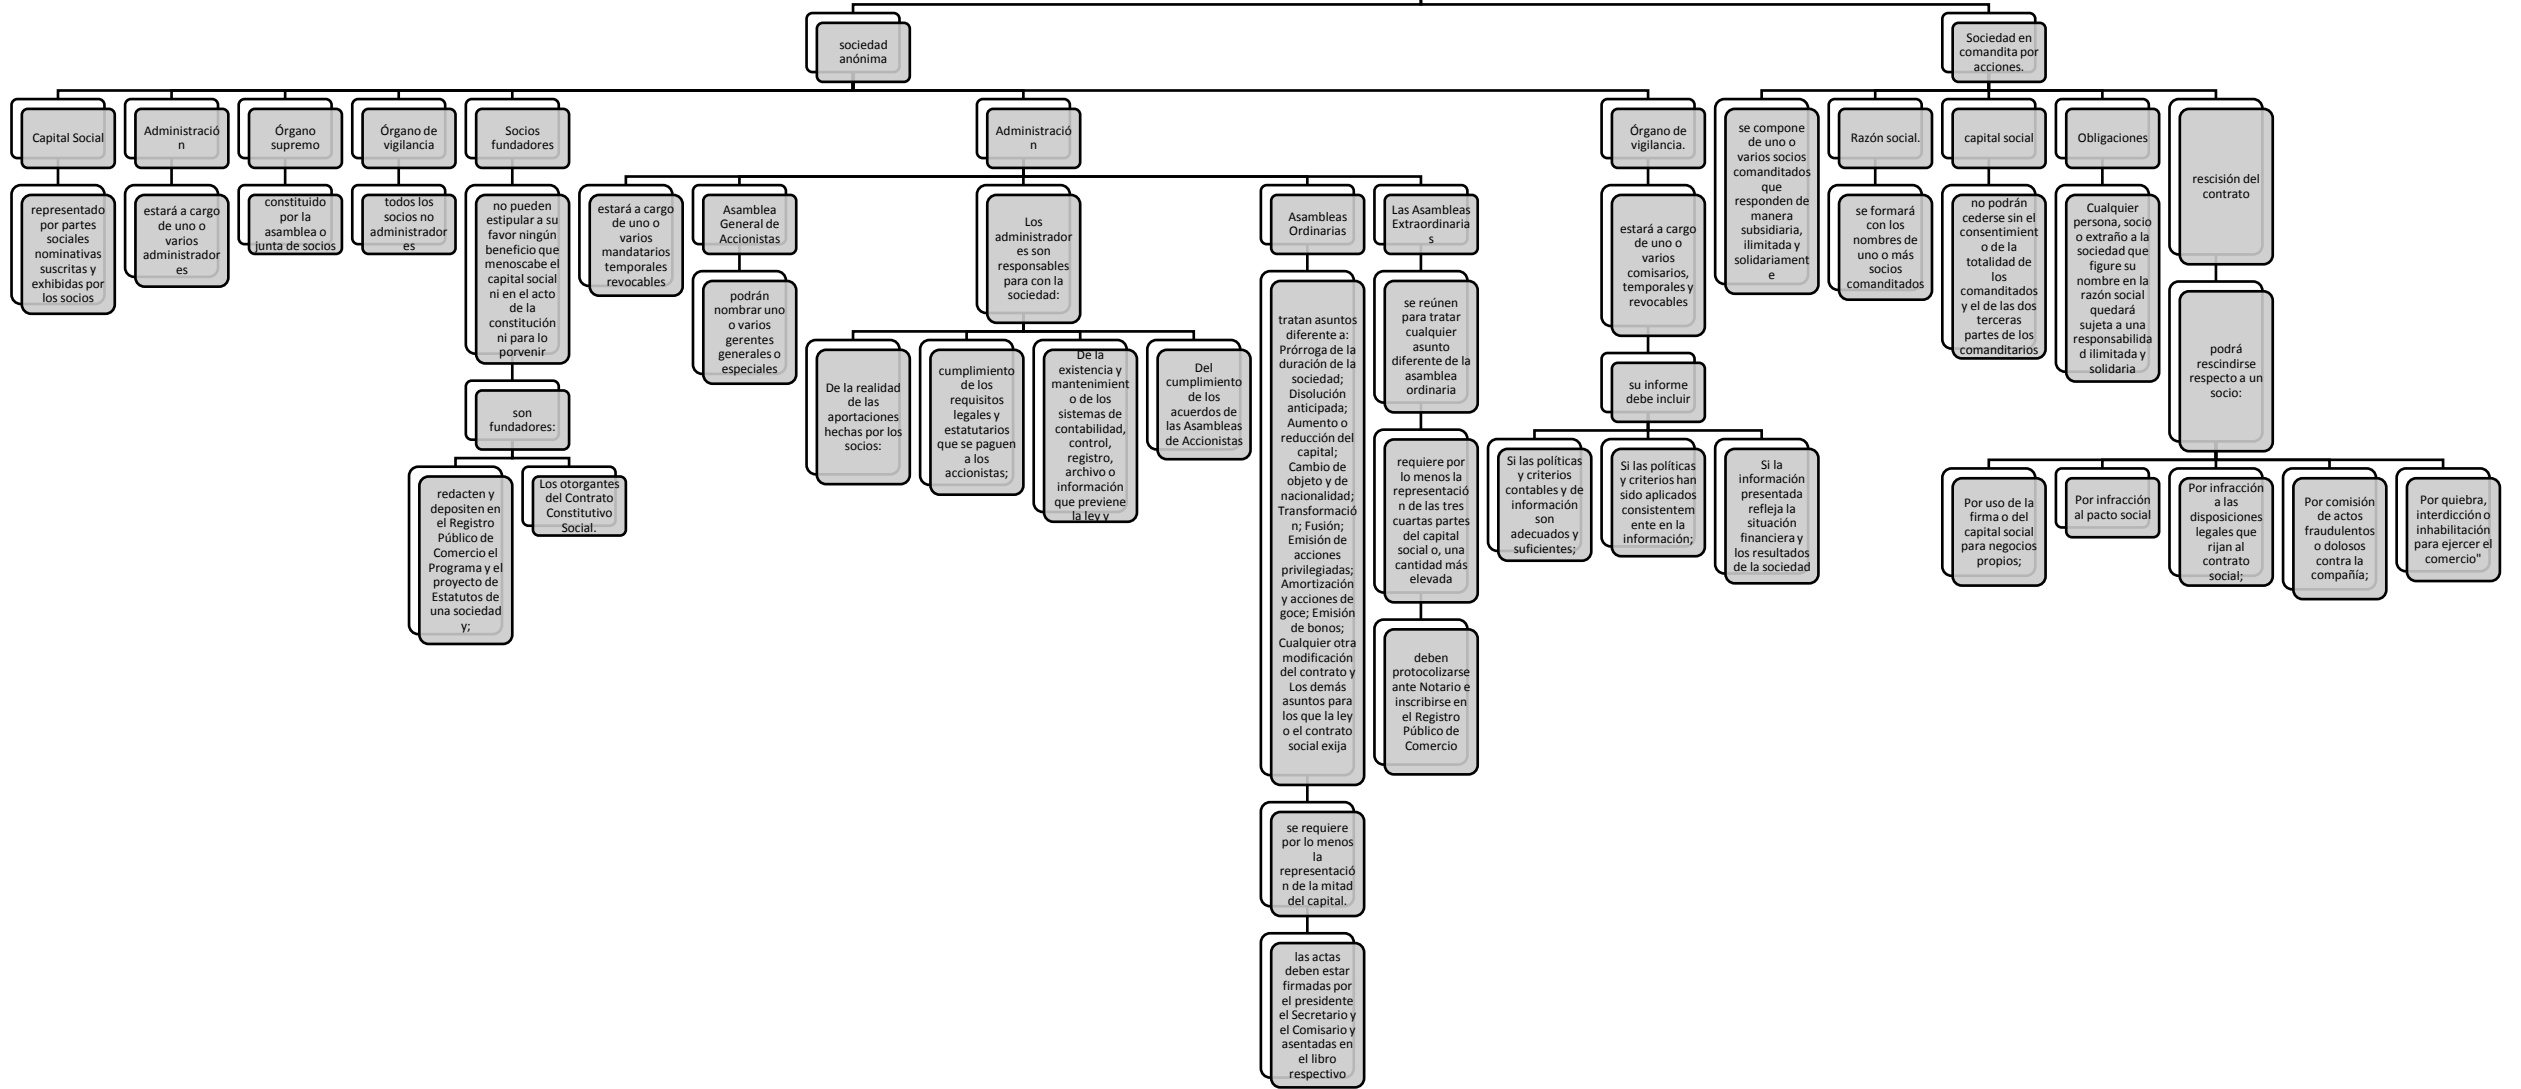 sociedad
anónima
Sociedad en
comandita por
acciones.
Capital Social
representado
por partes
sociales
nominativas
suscritas y
exhibidas por
los socios
Administració
n
estará a cargo
de uno o
varios
administrador
es
Órgano
supremo
constituido
por la
asamblea o
junta de socios
Órgano de
vigilancia
todos los
socios no
administrador
es
Socios
fundadores
no pueden
estipular a su
favor ningún
beneficio que
menoscabe el
capital social
ni en el acto
de la
constitución
ni para lo
porvenir
son
fundadores:
redacten y
depositen en
el Registro
Público de
Comercio el
Programa y el
proyecto de
Estatutos de
una sociedad
y;
Los otorgantes
del Contrato
Constitutivo
Social.
Administració
n
estará a cargo
de uno o
varios
mandatarios
temporales
revocables
Asamblea
General de
Accionistas
podrán
nombrar uno
o varios
gerentes
generales o
especiales
Los
administrador
es son
responsables
para con la
sociedad:
De la realidad
de las
aportaciones
hechas por los
socios:
cumplimiento
de los
requisitos
legales y
estatutarios
que se paguen
a los
accionistas;
De la
existencia y
mantenimient
o de los
sistemas de
contabilidad,
control,
registro,
archivo o
información
que previene
la ley y
Del
cumplimiento
de los
acuerdos de
las Asambleas
de Accionistas
Asambleas
Ordinarias
tratan asuntos
diferente a:
Prórroga de la
duración de la
sociedad;
Disolución
anticipada;
Aumento o
reducción del
capital;
Cambio de
objeto y de
nacionalidad;
Transformació
n; Fusión;
Emisión de
acciones
privilegiadas;
Amortización
y acciones de
goce; Emisión
de bonos;
Cualquier otra
modificación
del contrato y
Los demás
asuntos para
los que la ley
o el contrato
social exija
se requiere
por lo menos
la
representació
n de la mitad
del capital.
las actas
deben estar
firmadas por
el presidente
el Secretario y
el Comisario y
asentadas en
el libro
respectivo
Las Asambleas
Extraordinaria
s
se reúnen
para tratar
cualquier
asunto
diferente de la
asamblea
ordinaria
requiere por
lo menos la
representació
n de las tres
cuartas partes
del capital
social o, una
cantidad más
elevada
deben
protocolizarse
ante Notario e
inscribirse en
el Registro
Público de
Comercio
Órgano de
vigilancia.
estará a cargo
de uno o
varios
comisarios,
temporales y
revocables
su informe
debe incluir
Si las políticas
y criterios
contables y de
información
son
adecuados y
suficientes;
Si las políticas
y criterios han
sido aplicados
consistentem
ente en la
información;
Si la
información
presentada
refleja la
situación
financiera y
los resultados
de la sociedad
se compone
de uno o
varios socios
comanditados
que
responden de
manera
subsidiaria,
ilimitada y
solidariament
e
Razón social.
se formará
con los
nombres de
uno o más
socios
comanditados
capital social
no podrán
cederse sin el
consentimient
o de la
totalidad de
los
comanditados
y el de las dos
terceras
partes de los
comanditarios
Obligaciones
Cualquier
persona, socio
o extraño a la
sociedad que
figure su
nombre en la
razón social
quedará
sujeta a una
responsabilida
d ilimitada y
solidaria
rescisión del
contrato
podrá
rescindirse
respecto a un
socio:
Por uso de la
firma o del
capital social
para negocios
propios;
Por infracción
al pacto social
Por infracción
a las
disposiciones
legales que
rijan al
contrato
social;
Por comisión
de actos
fraudulentos
o dolosos
contra la
compañía;
Por quiebra,
interdicción o
inhabilitación
para ejercer el
comercio"